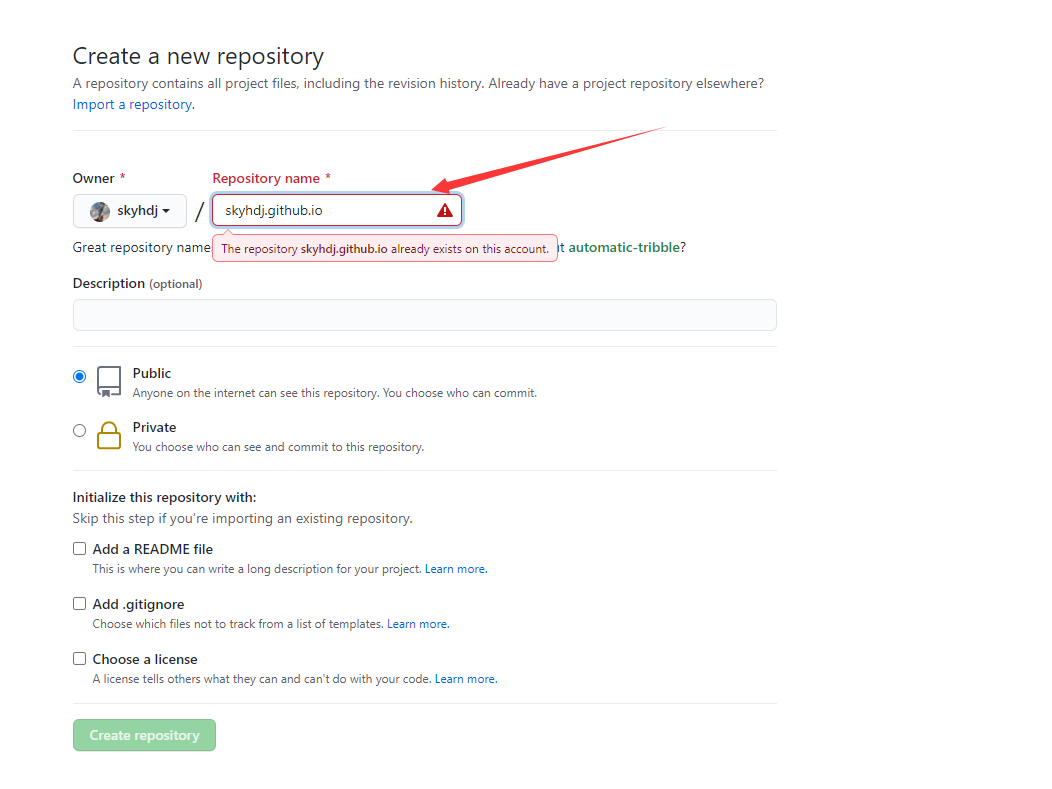 Create a new repository
A repository contains all project files, including the revision history. Already have a project repository elsewhere?
Import a repository.
Owner * Repository name *
skyhdj / skyhdj.github.io
Great repository name
The repository skyhdj.github.io already exists on this account.
automatic-tribble?
Description (optional)
Public
Anyone on the internet can see this repository. You choose who can commit.
Private
You choose who can see and commit to this repository.
Initialize this repository with:
Skip this step if you're importing an existing repository.
Add a README file
This is where you can write a long description for your project. Learn more.
Add .gitignore
Choose which files not to track from a list of templates. Learn more.
Choose a license
A license tells others what they can and can't do with your code. Learn more.
Create repository